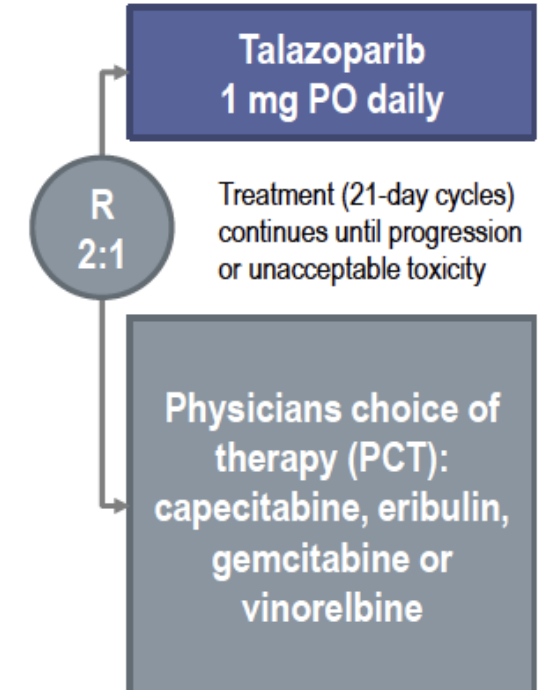 Talazoparib
1 mg PO daily
R
2:1
Treatment (21-day cycles)
continues until progression
or unacceptable toxicity
Physicians choice of
therapy (PCT):
capecitabine, eribulin,
gemcitabine or
vinorelbine